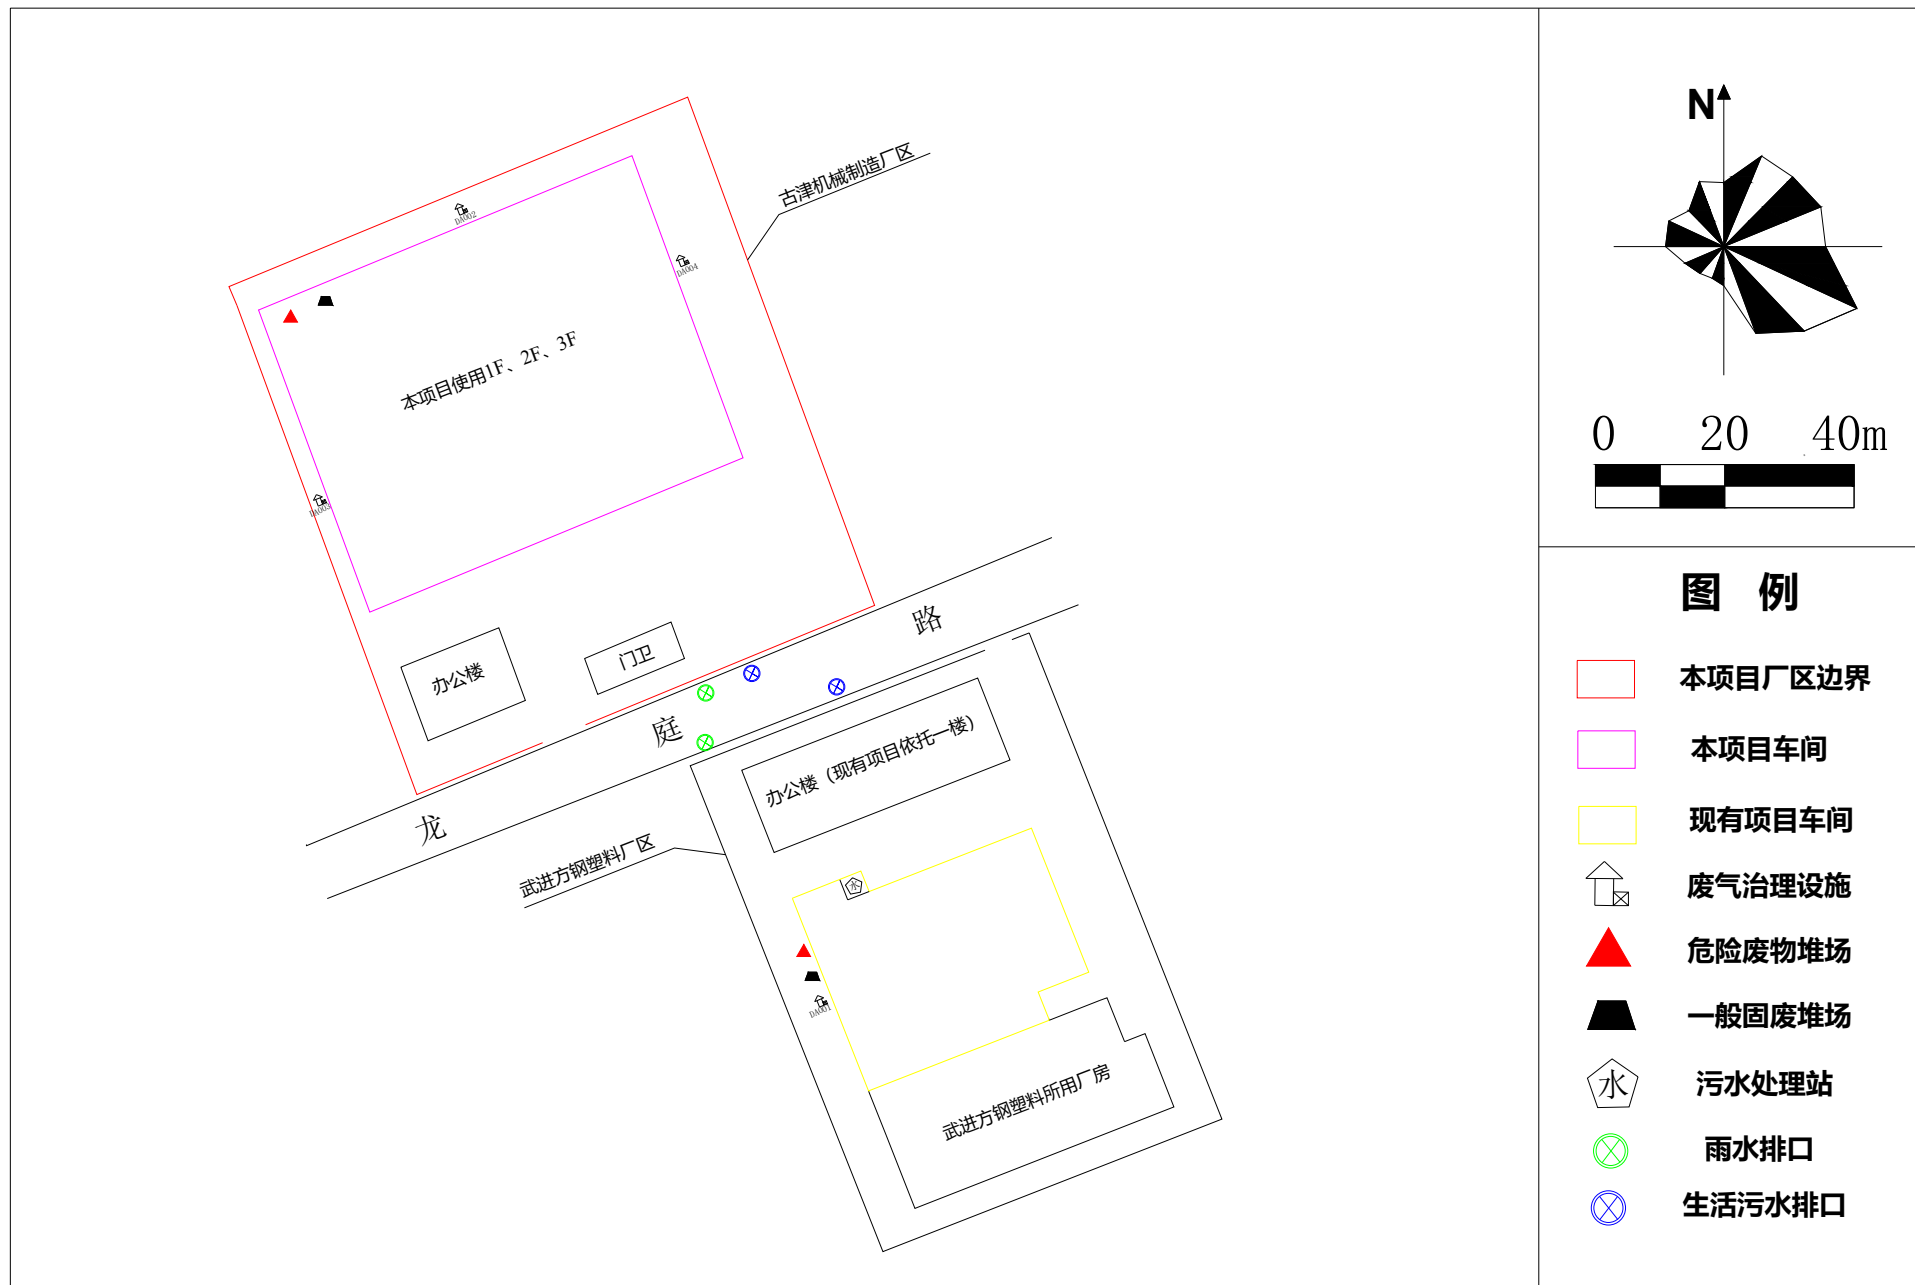 古津机械制造厂区
DA002
DA004
本项目使用1F、2F、3F
DA003
办公楼
门卫
龙庭路
办公楼（现有项目依托一楼）
武进方钢塑料厂区
水
DA001
武进方钢塑料所用厂房
N
0 20 40m
图 例
本项目厂区边界
本项目车间
现有项目车间
废气治理设施
危险废物堆场
一般固废堆场
水 污水处理站
雨水排口
生活污水排口